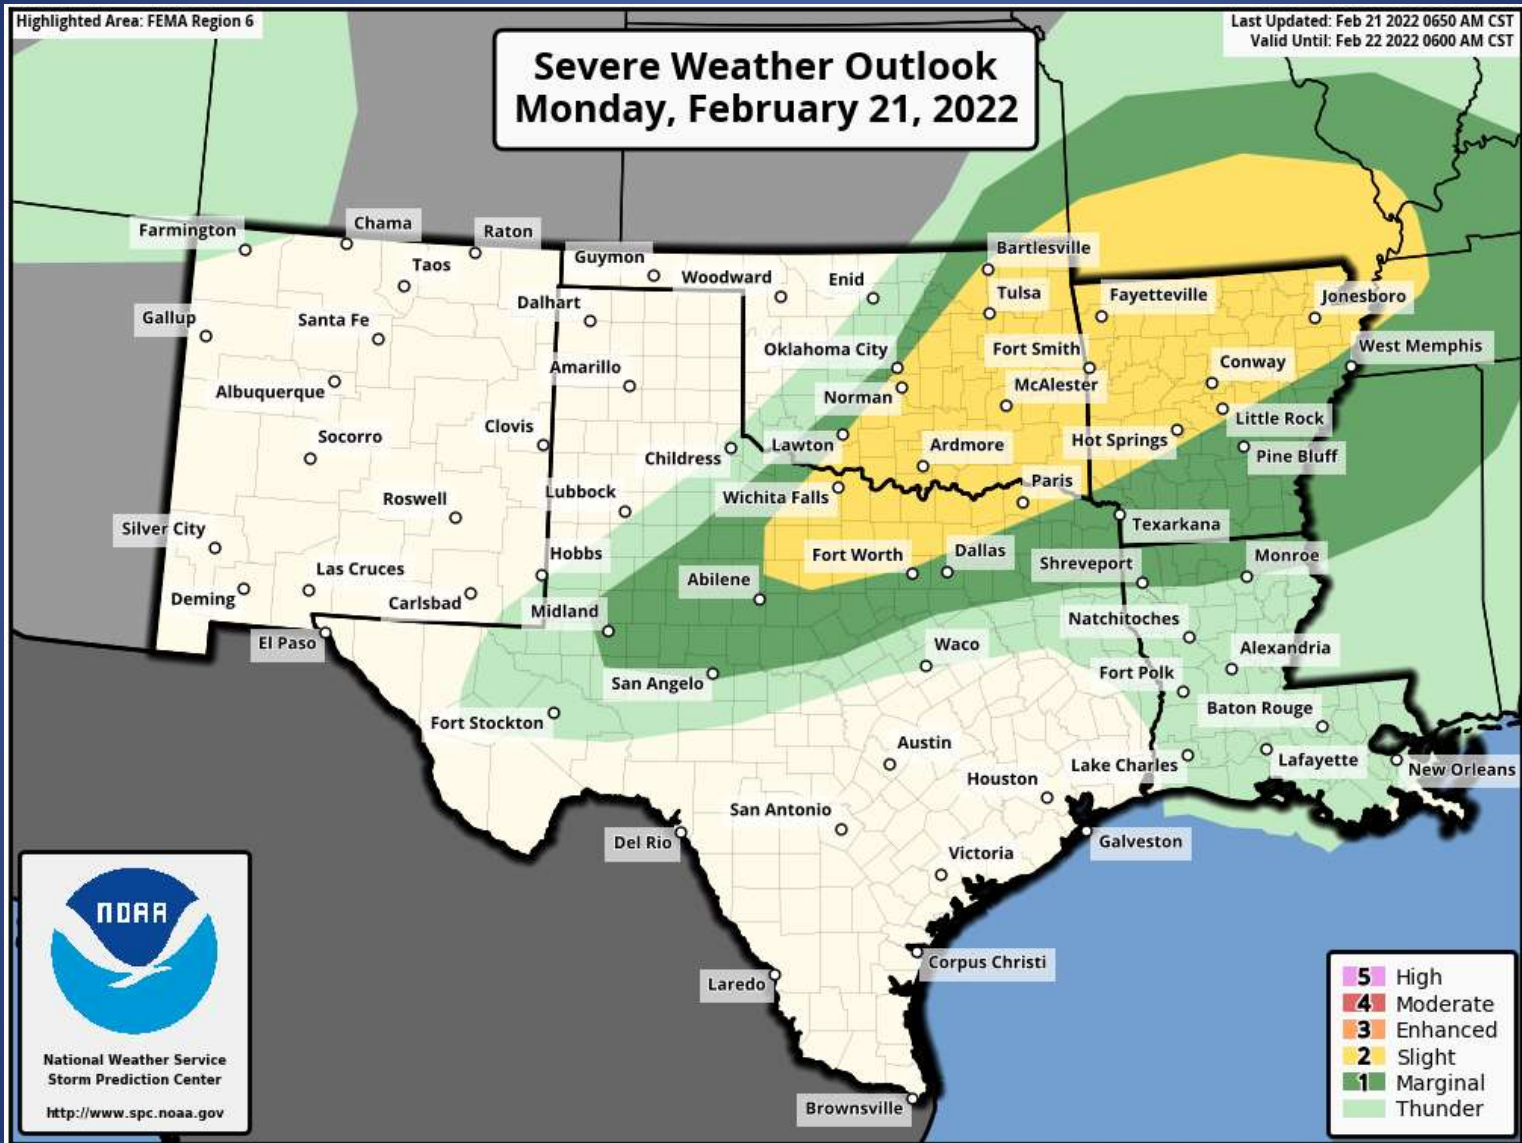 Highlighted Area: FEMA Region 6
Last Updated: Feb 21 2022 0650 AM CST
Valid Until: Feb 22 2022 0600 AM CST
Severe Weather Outlook
Monday, February 21, 2022
Farmington
Chama
Raton
Taos
Guymon
Woodward
Enid
Bartlesville
Gallup
Santa Fe
Dalhart
Tulsa
Fayetteville
Jonesboro
Albuquerque
Amarillo
Oklahoma City
Fort Smith
Conway
West Memphis
Norman
McAlester
Socorro
Clovis
Childress
Lawton
Ardmore
Hot Springs
Little Rock
Pine Bluff
Roswell
Lubbock
Wichita Falls
Paris
Silver City
Texarkana
Las Cruces
Hobbs
Fort Worth
Dallas
Shreveport
Monroe
Deming
Carlsbad
Midland
Abilene
Natchitoches
El Paso
Waco
Alexandria
San Angelo
Fort Polk
Fort Stockton
Baton Rouge
Austin
Houston
Lake Charles
Lafayette
New Orleans
San Antonio
Del Rio
Galveston
Victoria
Corpus Christi
Laredo
Brownsville
NOAA
National Weather Service
Storm Prediction Center
http://www.spc.noaa.gov
5 High
4 Moderate
3 Enhanced
2 Slight
1 Marginal
Thunder